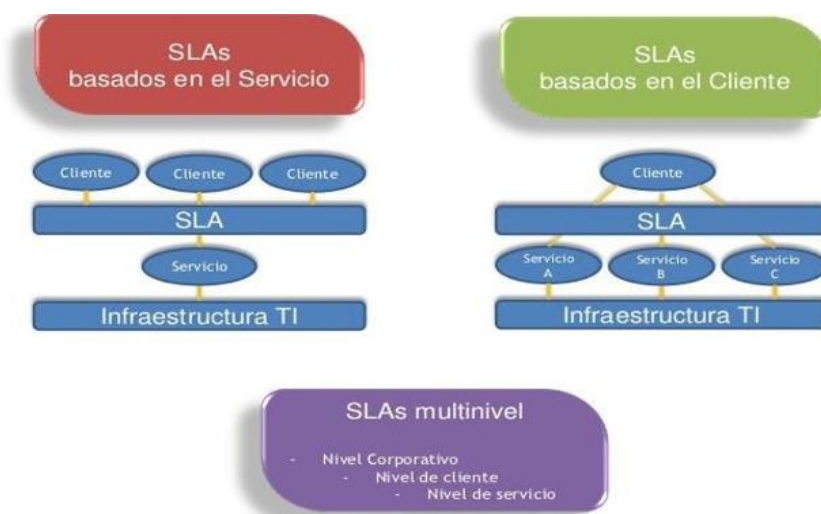 SLAs
basados en el Servicio
Cliente
Cliente
Cliente
SLA
Servicio
Infraestructura TI
SLAs
basados en el Cliente
Cliente
SLA
Servicio
A
Servicio
B
Servicio
C
Infraestructura TI
SLAs multinivel
- Nivel Corporativo
- Nivel de cliente
- Nivel de servicio